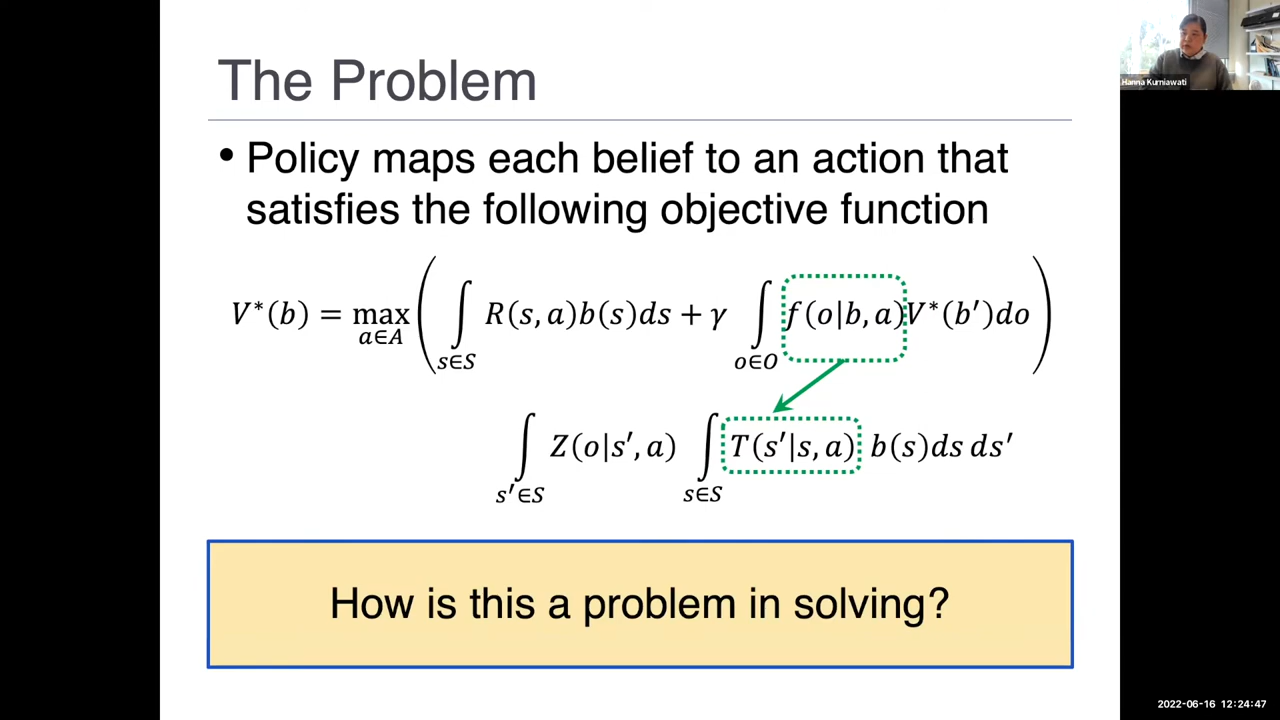 The Problem
Hanna Kurniawati
• Policy maps each belief to an action that
satisfies the following objective function
V*(b) = max a∈A ( ∫ s∈S R(s, a)b(s)ds + γ ∫ o∈O f(o|b, a)V*(b′)do )
∫ s′∈S Z(o|s′, a) ∫ s∈S T(s′|s, a) b(s)ds ds′
How is this a problem in solving?
2022-06-16 12:24:47